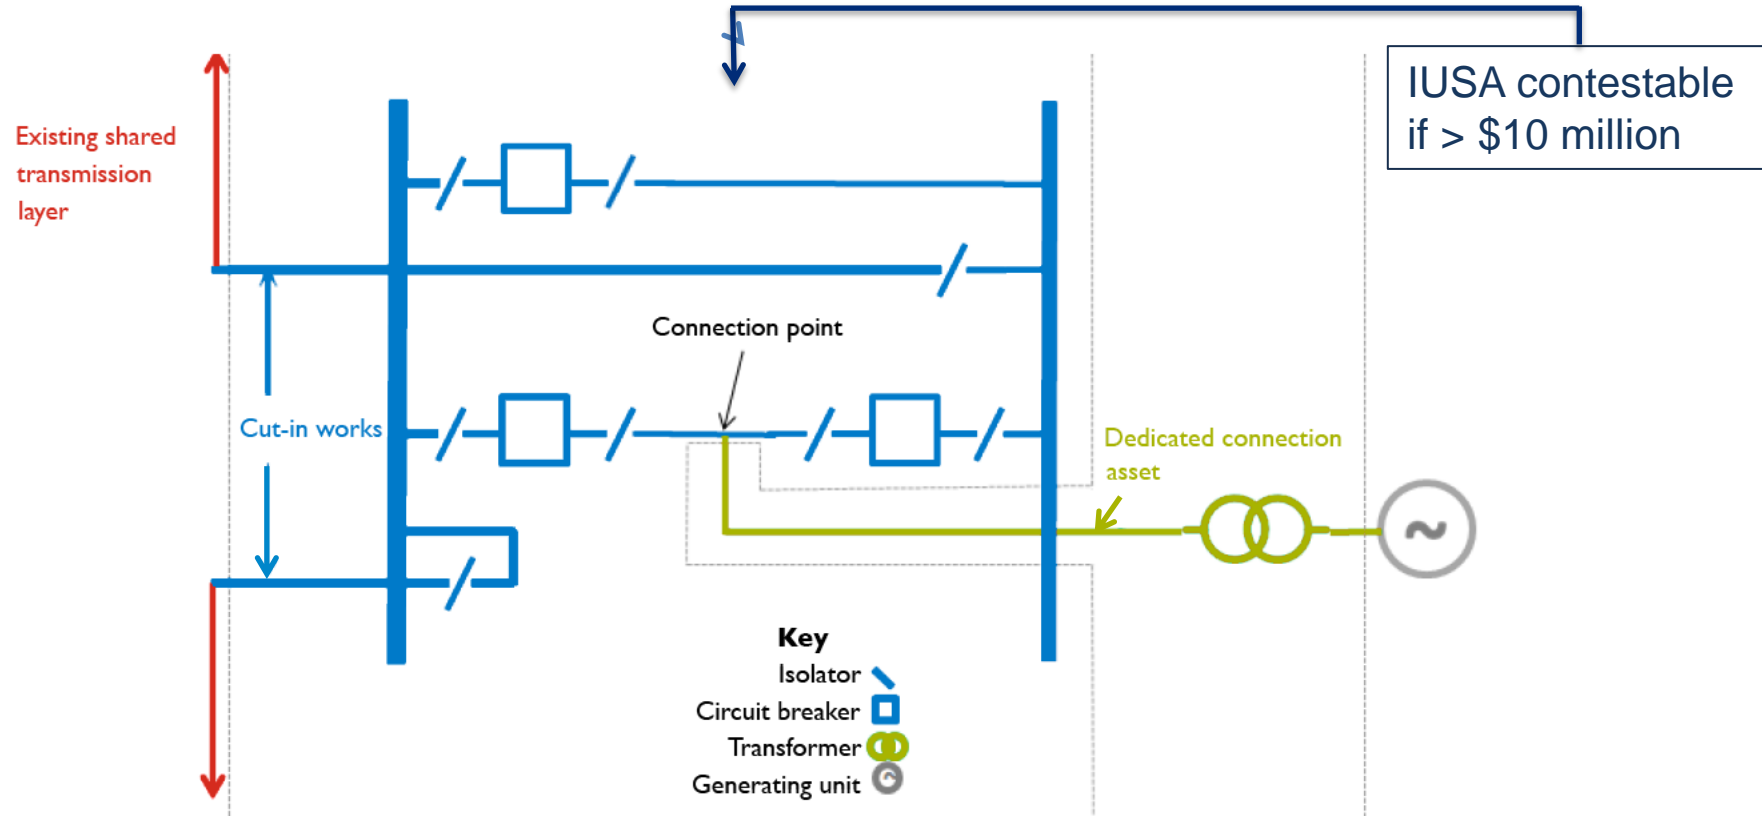 IUSA contestable
if > $10 million
Existing shared
transmission
layer
Connection point
Cut-in works
Dedicated connection
asset
~
Key
Isolator
Circuit breaker
Transformer
Generating unit